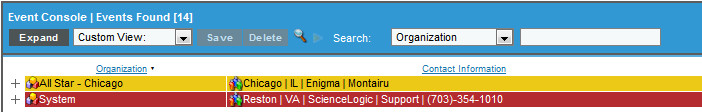 Event Console | Events Found [14]
Expand Custom View: Save Delete Search: Organization
Organization Contact Information
All Star - Chicago Chicago | IL | Enigma | Montairu
System Reston | VA | ScienceLogic | Support | (703)-354-1010